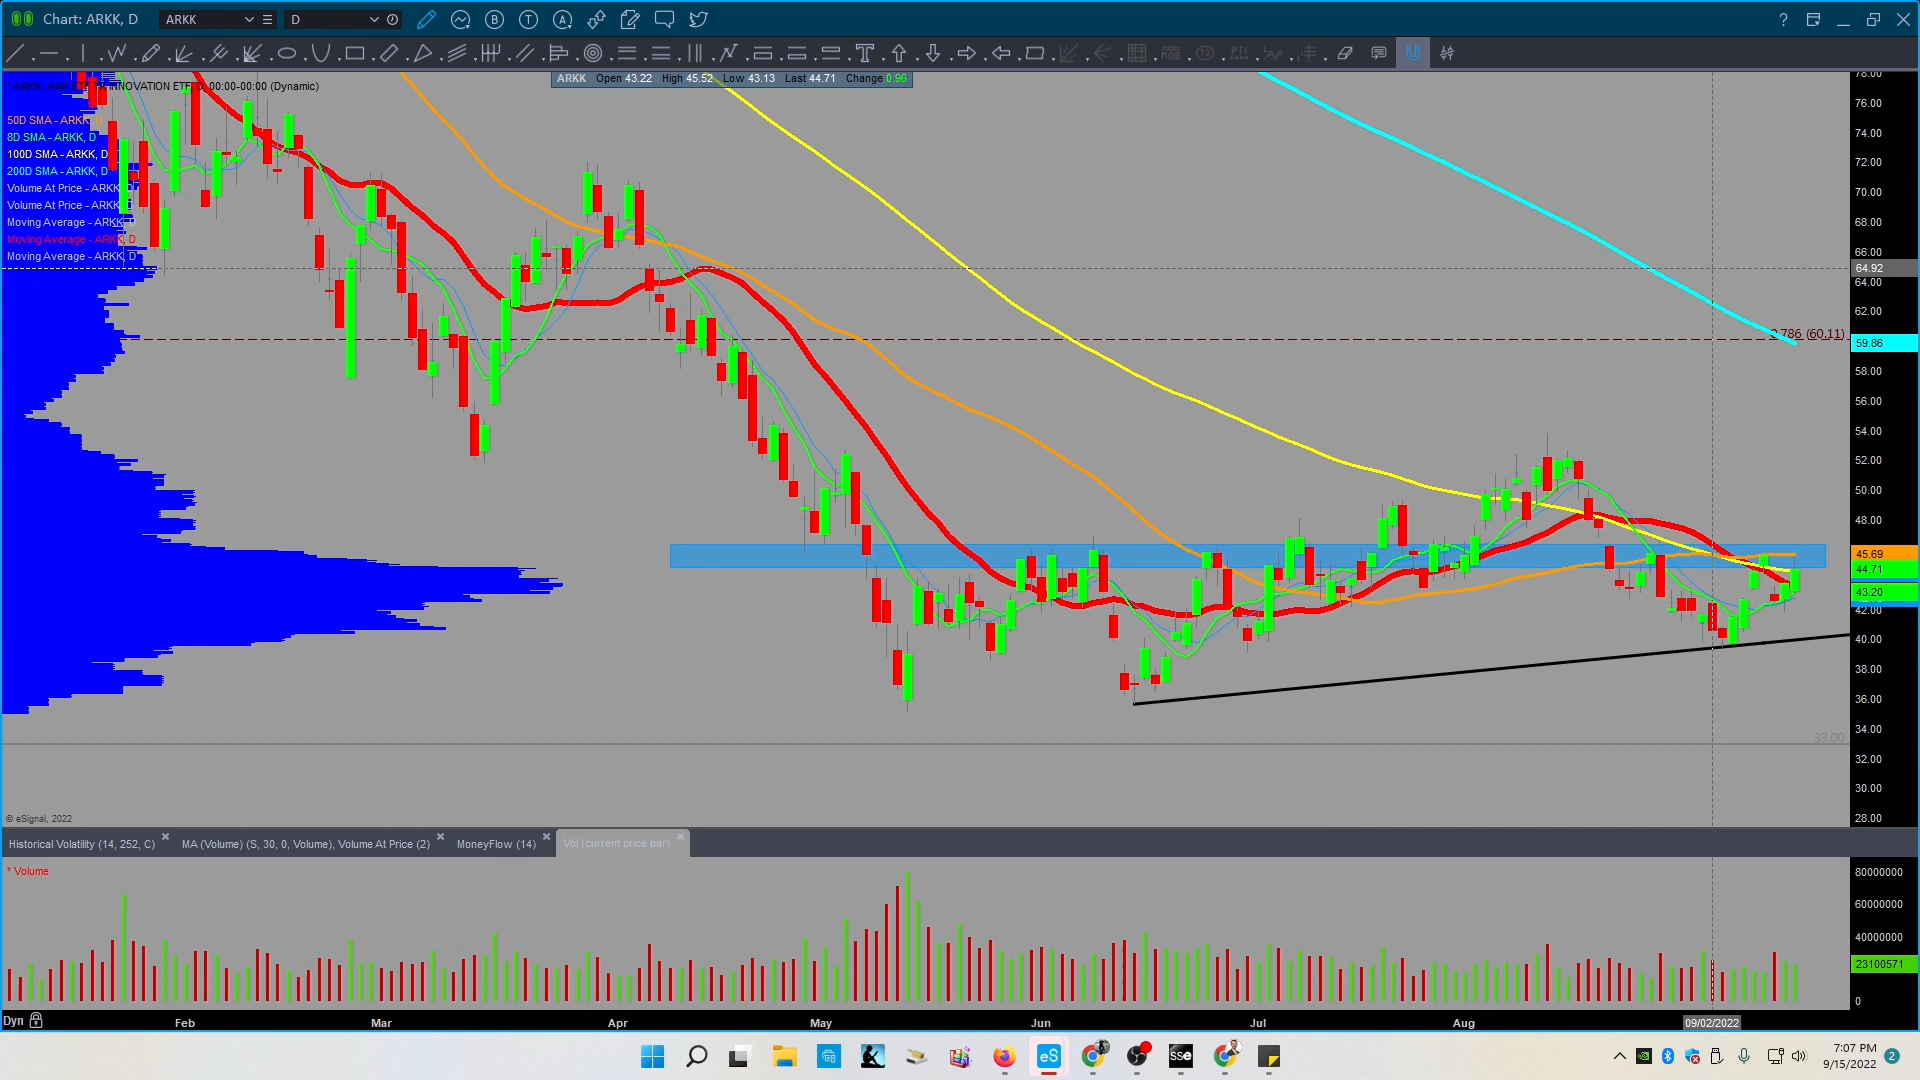 Chart: ARKK, D
ARKK
D
ARKK Open 43.22 High 45.52 Low 43.13 Last 44.71 Change 0.96
INNOVATION ETF, D, 00:00-00:00 (Dynamic)
50D SMA - ARKK, D
8D SMA - ARKK, D
100D SMA - ARKK, D
200D SMA - ARKK, D
Volume At Price - ARKK, D
Volume At Price - ARKK, D
Moving Average - ARKK, D
Moving Average - ARKK, D
Moving Average - ARKK, D
78.00
76.00
74.00
72.00
70.00
68.00
66.00
64.92
64.00
62.00
0.786 (60.11)
59.86
58.00
56.00
54.00
52.00
50.00
48.00
45.69
44.71
43.20
42.00
40.00
38.00
36.00
34.00
33.00
32.00
30.00
28.00
© eSignal, 2022
Historical Volatility (14, 252, C)
MA (Volume) (S, 30, 0, Volume), Volume At Price (2)
MoneyFlow (14)
Vol (current price bar)
* Volume
80000000
60000000
40000000
23100571
0
Dyn
Feb Mar Apr May Jun Jul Aug 09/02/2022
eS
SSe
7:07 PM
9/15/2022
2